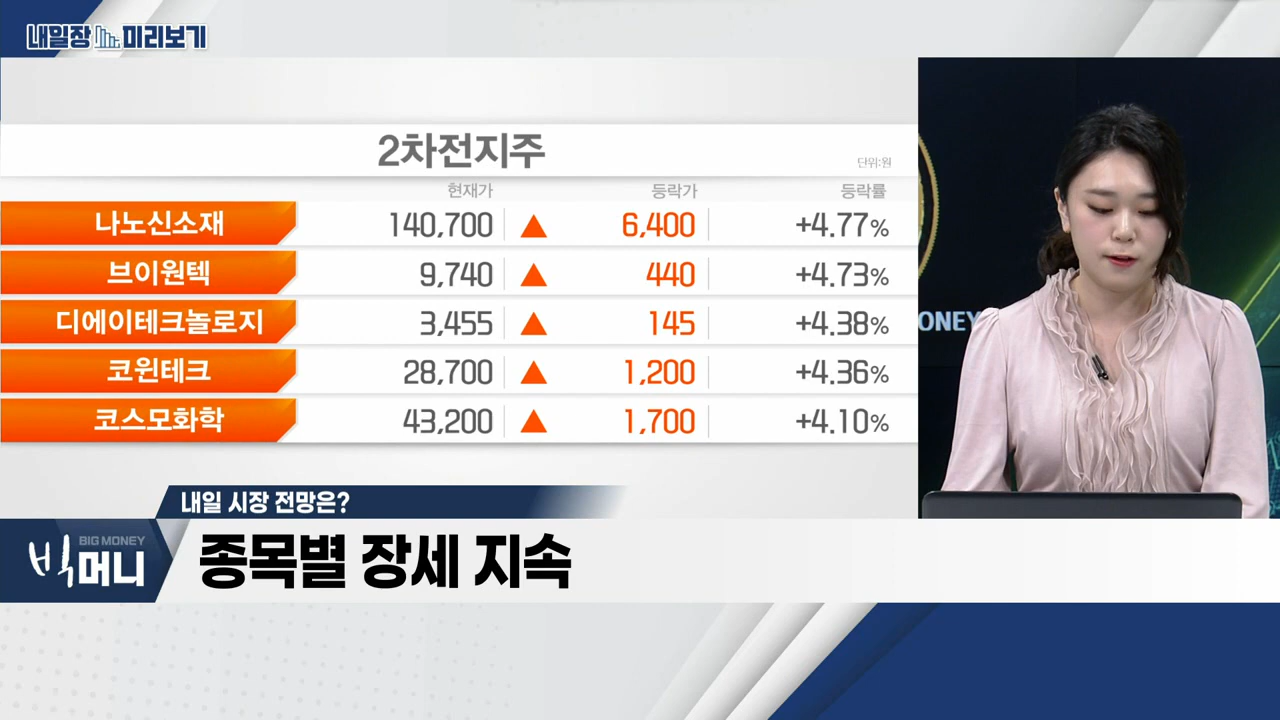 내일장 미리보기
2차전지주
단위:원
현재가 등락가 등락률
나노신소재 140,700 ▲ 6,400 +4.77%
브이원텍 9,740 ▲ 440 +4.73%
디에이테크놀로지 3,455 ▲ 145 +4.38%
코윈테크 28,700 ▲ 1,200 +4.36%
코스모화학 43,200 ▲ 1,700 +4.10%
ONEY
내일 시장 전망은?
BIG MONEY
빅머니
종목별 장세 지속